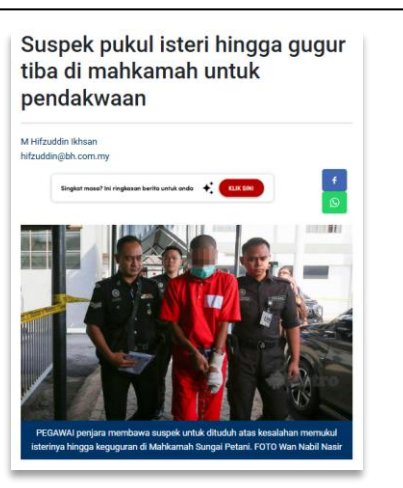 Suspek pukul isteri hingga gugur
tiba di mahkamah untuk
pendakwaan
M Hifzuddin Ikhsan
hifzuddin@bh.com.my
Singkat masa? Ini ringkasan berita untuk anda
KLIK SINI
PEGAWAI penjara membawa suspek untuk dituduh atas kesalahan memukul
isterinya hingga keguguran di Mahkamah Sungai Petani. FOTO Wan Nabil Nasir